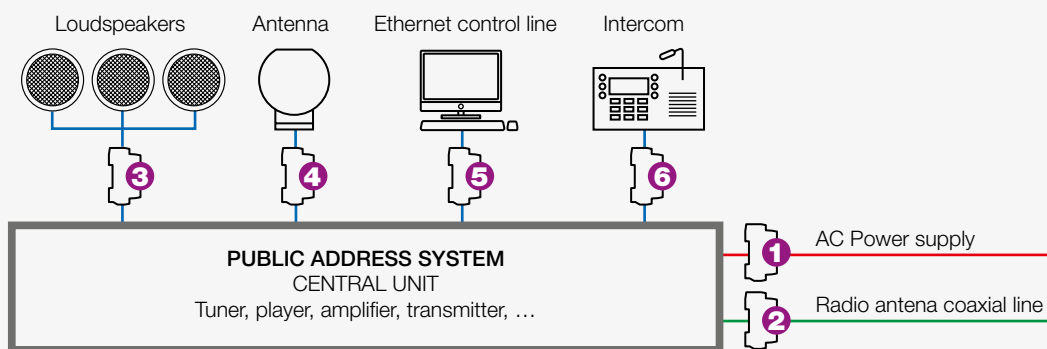 Loudspeakers
Antenna
Ethernet control line
Intercom
3
4
5
6
PUBLIC ADDRESS SYSTEM
CENTRAL UNIT
Tuner, player, amplifier, transmitter, …
1
AC Power supply
2
Radio antena coaxial line